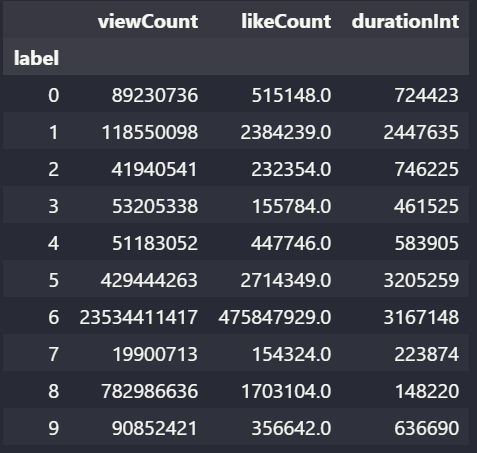 viewCount likeCount durationInt
label
0 89230736 515148.0 724423
1 118550098 2384239.0 2447635
2 41940541 232354.0 746225
3 53205338 155784.0 461525
4 51183052 447746.0 583905
5 429444263 2714349.0 3205259
6 23534411417 475847929.0 3167148
7 19900713 154324.0 223874
8 782986636 1703104.0 148220
9 90852421 356642.0 636690